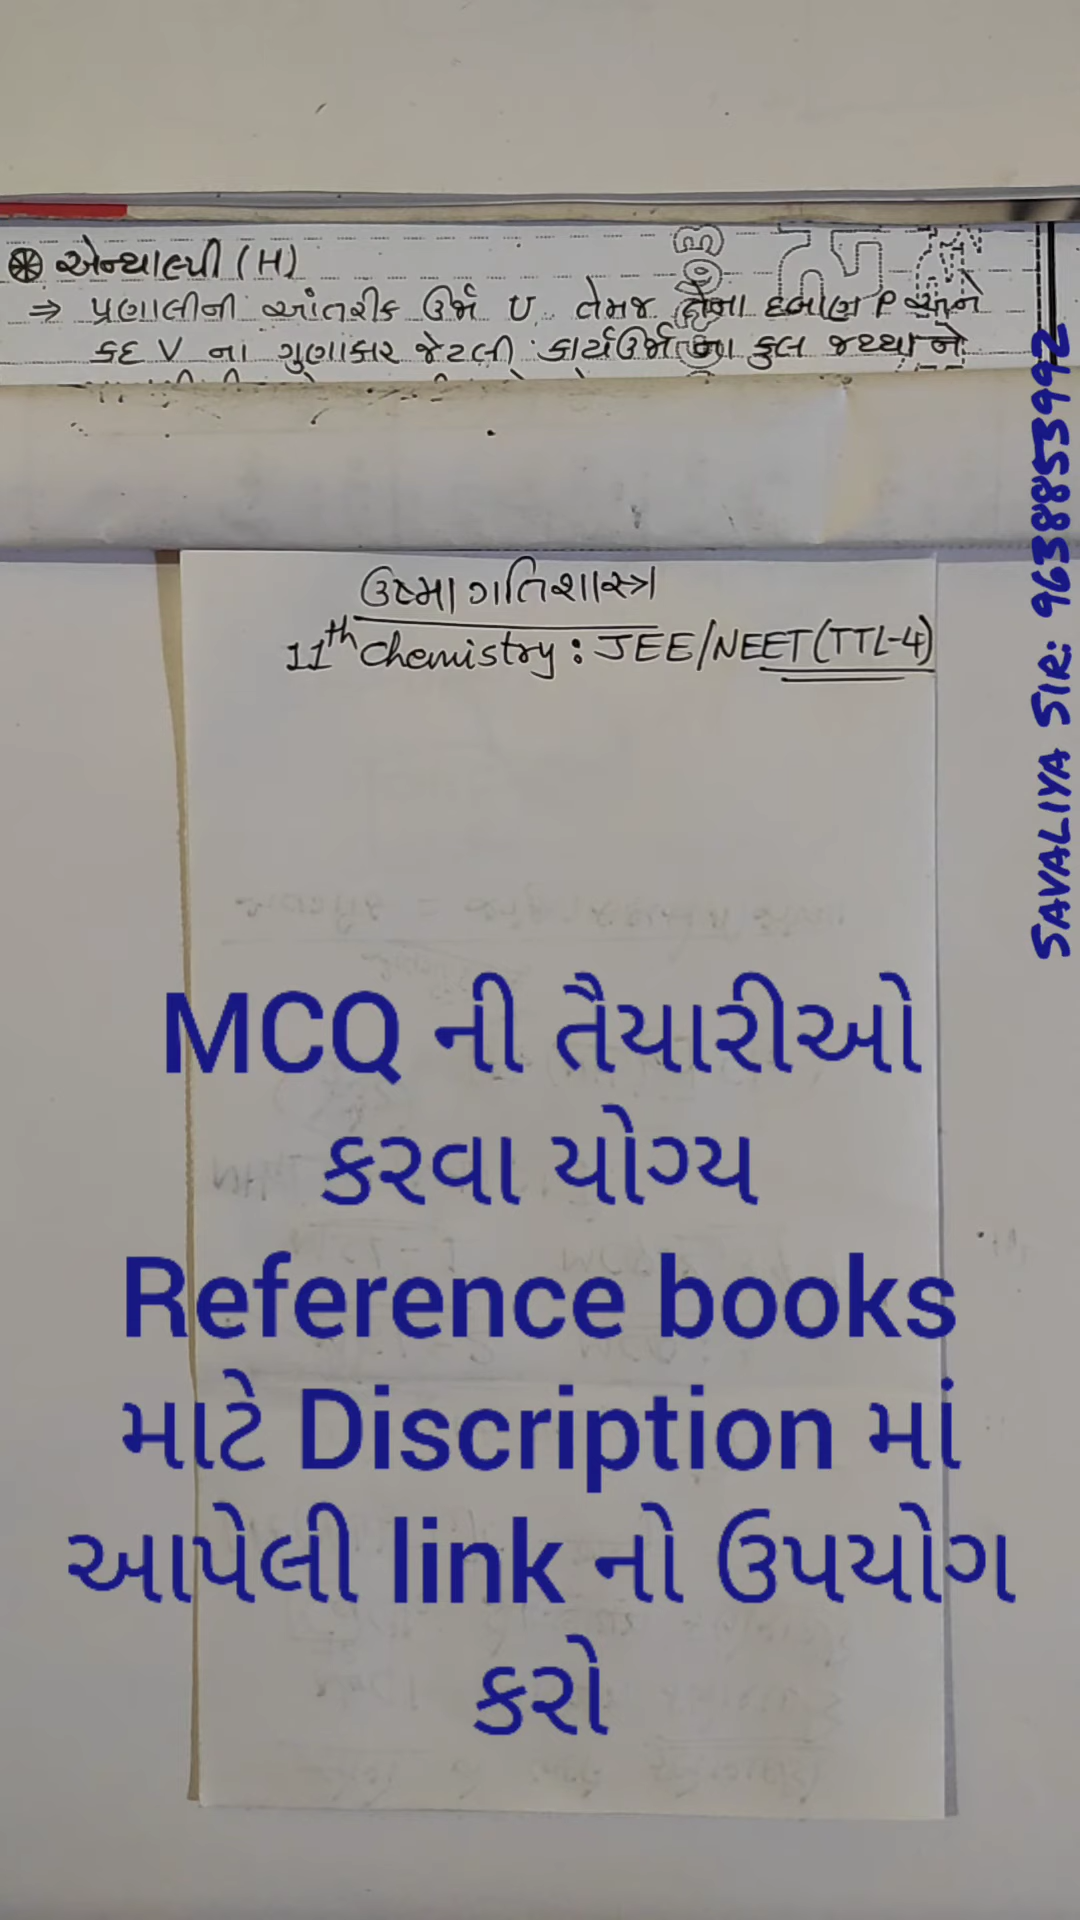 એન્થાલ્પી (H)
⇒ પ્રણાલીની આંતરીક ઉર્જા U તેમજ તેના દબાણ P અને
કદ V ના ગુણાકાર જેટલી કાર્યઉર્જા ના કુલ જથ્થાને
ઉષ્માગતિશાસ્ત્ર
11th Chemistry : JEE/NEET (TTL-4)
SAVALIYA SIR: 9638853992
MCQ ની તૈયારીઓ
કરવા યોગ્ય
Reference books
માટે Discription માં
આપેલી link નો ઉપયોગ
કરો